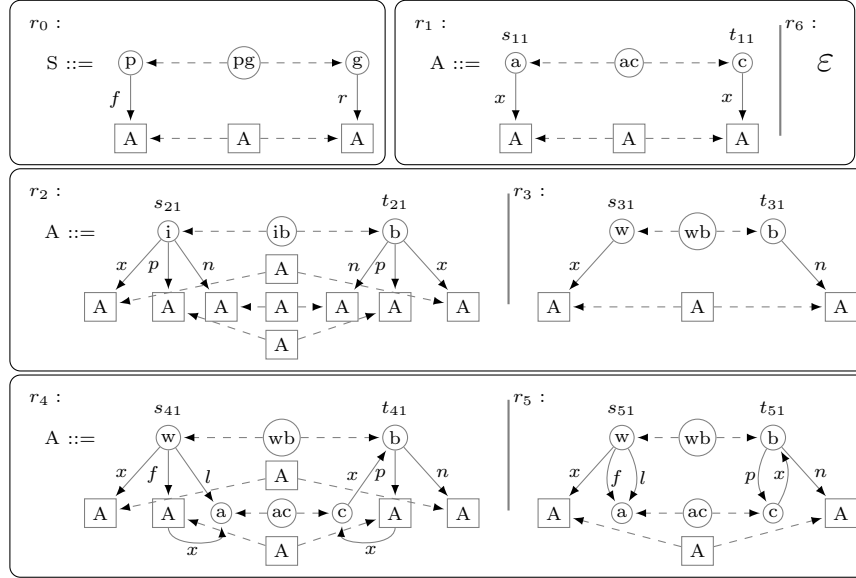 r₀ : r₁ : r₆ :
s₁₁ t₁₁
S ::= p pg g A ::= a ac c ε
f r x x
A A A A A A
r₂ : r₃ :
s₂₁ t₂₁ s₃₁ t₃₁
A ::= i ib b w wb b
x p n A n p x x n
A A A A A A A A A A
A
r₄ : r₅ :
s₄₁ t₄₁ s₅₁ t₅₁
A ::= w wb b w wb b
x f l A x p n x f l p x n
A A a ac c A A A a ac c A
x A x A